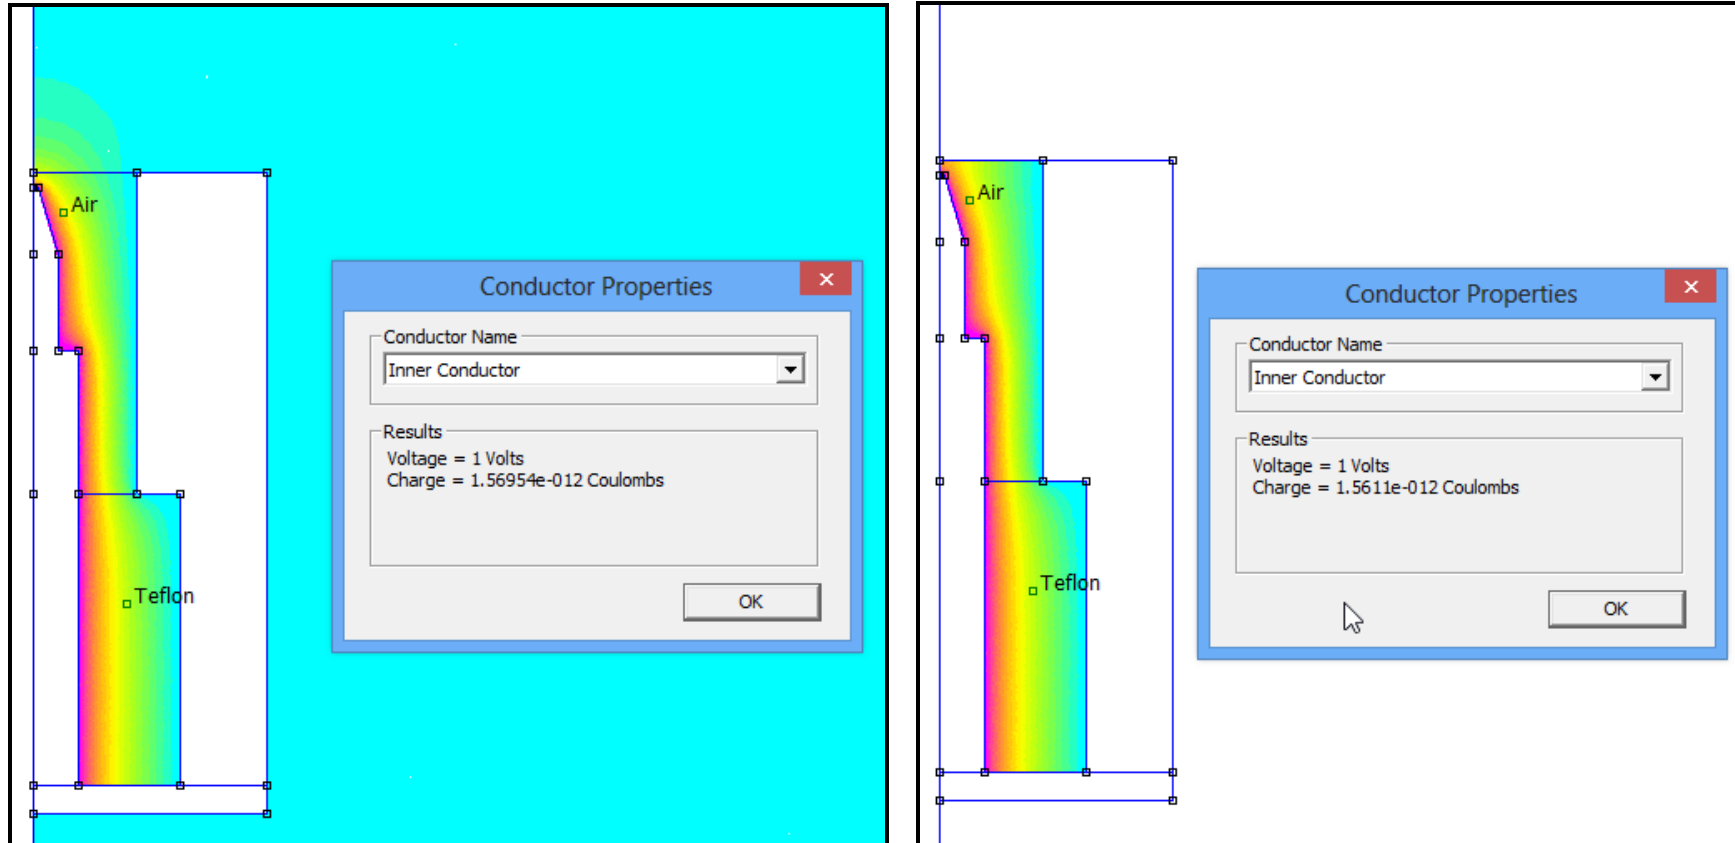 Air
Conductor Properties
Conductor Name
Inner Conductor
Results
Voltage = 1 Volts
Charge = 1.56954e-012 Coulombs
OK
Teflon
Air
Conductor Properties
Conductor Name
Inner Conductor
Results
Voltage = 1 Volts
Charge = 1.5611e-012 Coulombs
OK
Teflon